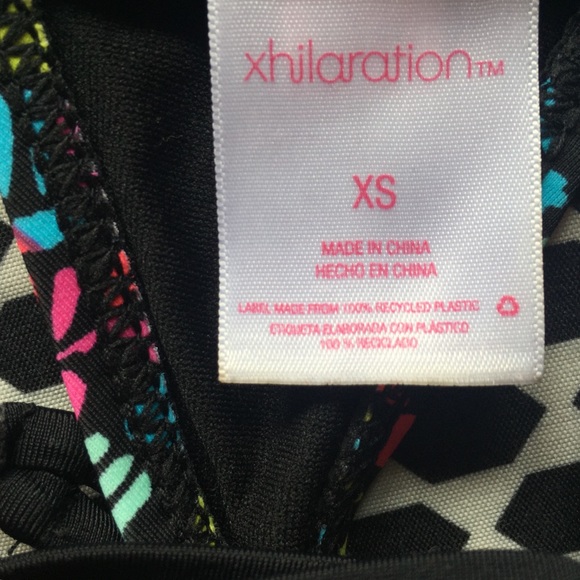 xhilaration™
XS
MADE IN CHINA
HECHO EN CHINA
LABEL MADE FROM 100% RECYCLED PLASTIC
ETIQUETA ELABORADA CON PLÁSTICO
100 % RECICLADO